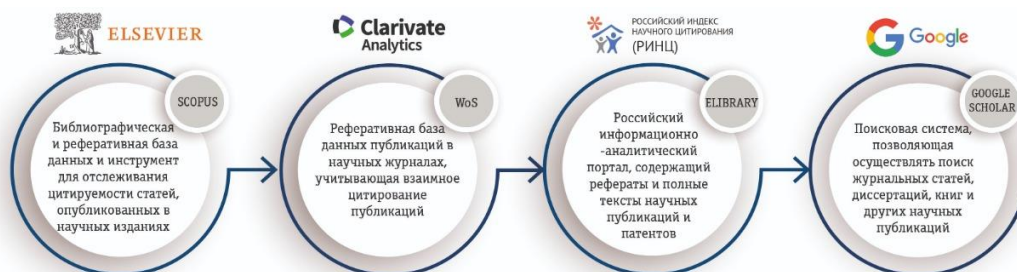 ELSEVIER
SCOPUS
Библиографическая
и реферативная база
данных и инструмент
для отслеживания
цитируемости статей,
опубликованных в
научных изданиях
Clarivate
Analytics
WoS
Реферативная база
данных публикаций в
научных журналах,
учитывающая взаимное
цитирование
публикаций
РОССИЙСКИЙ ИНДЕКС
НАУЧНОГО ЦИТИРОВАНИЯ
(РИНЦ)
ELIBRARY
Российский
информационно
-аналитический
портал, содержащий
рефераты и полные
тексты научных
публикаций и
патентов
Google
GOOGLE
SCHOLAR
Поисковая система,
позволяющая
осуществлять поиск
журнальных статей,
диссертаций, книг и
других научных
публикаций